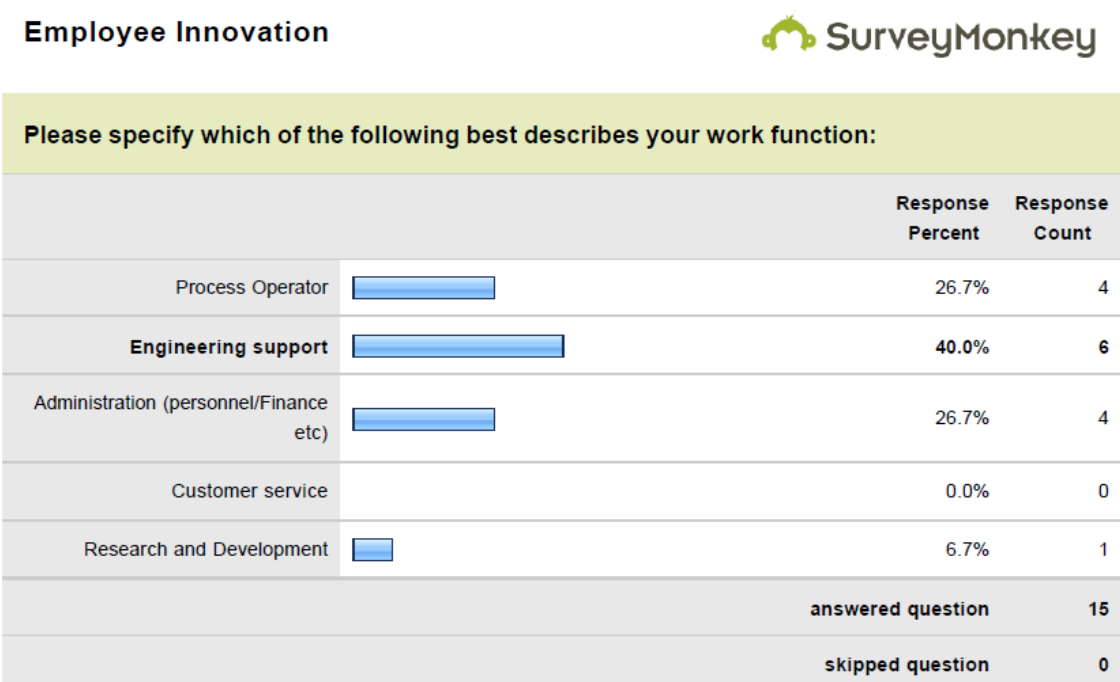 Employee Innovation
SurveyMonkey
Please specify which of the following best describes your work function:
Response Response
Percent Count
Process Operator 26.7% 4
Engineering support 40.0% 6
Administration (personnel/Finance
etc) 26.7% 4
Customer service 0.0% 0
Research and Development 6.7% 1
answered question 15
skipped question 0